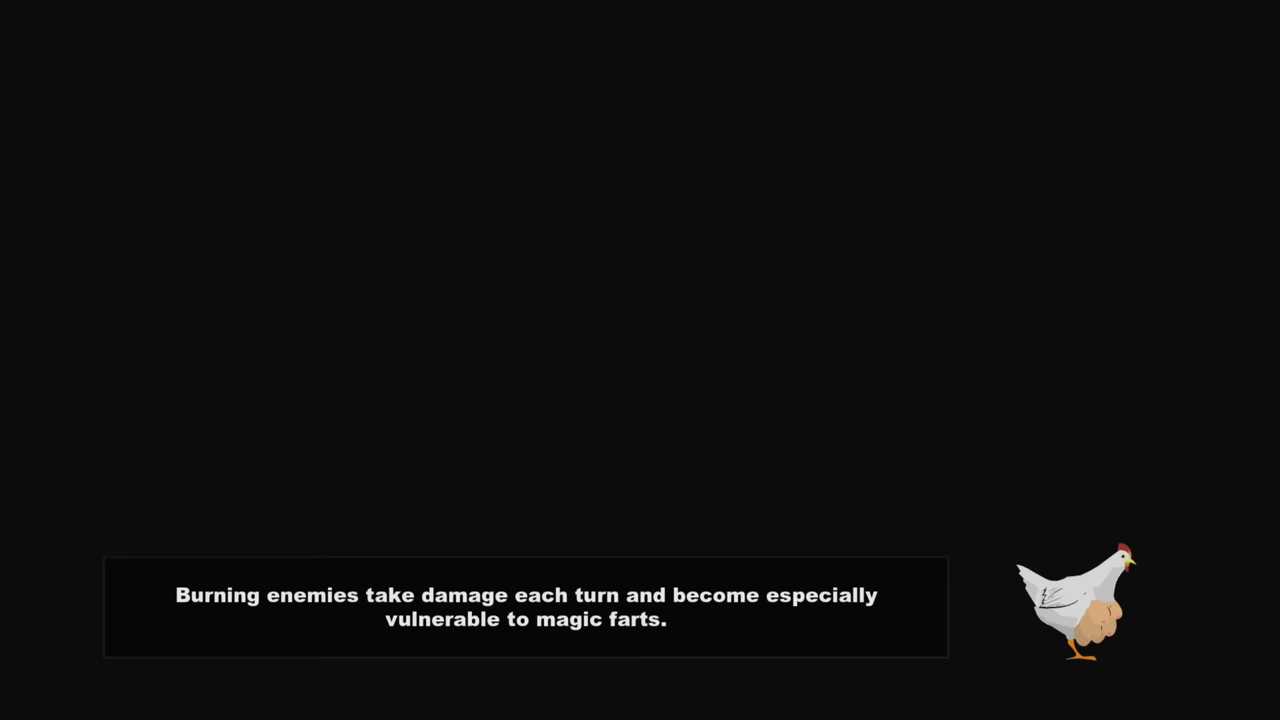 Burning enemies take damage each turn and become especially
vulnerable to magic farts.